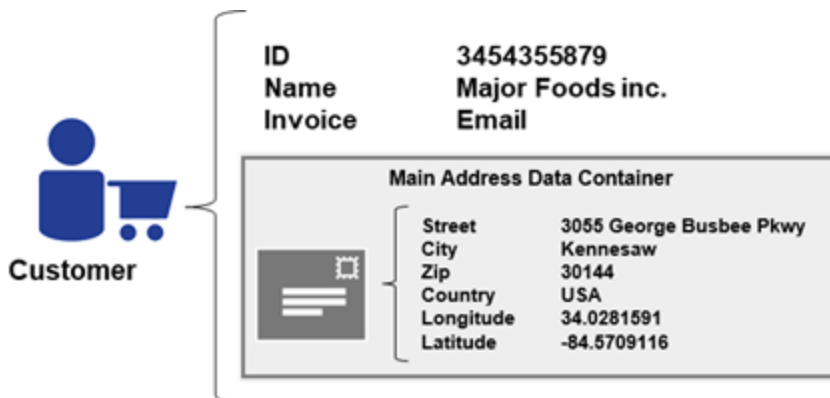 ID 3454355879
Name Major Foods inc.
Invoice Email
Main Address Data Container
Street 3055 George Busbee Pkwy
City Kennesaw
Zip 30144
Country USA
Longitude 34.0281591
Latitude -84.5709116
Customer